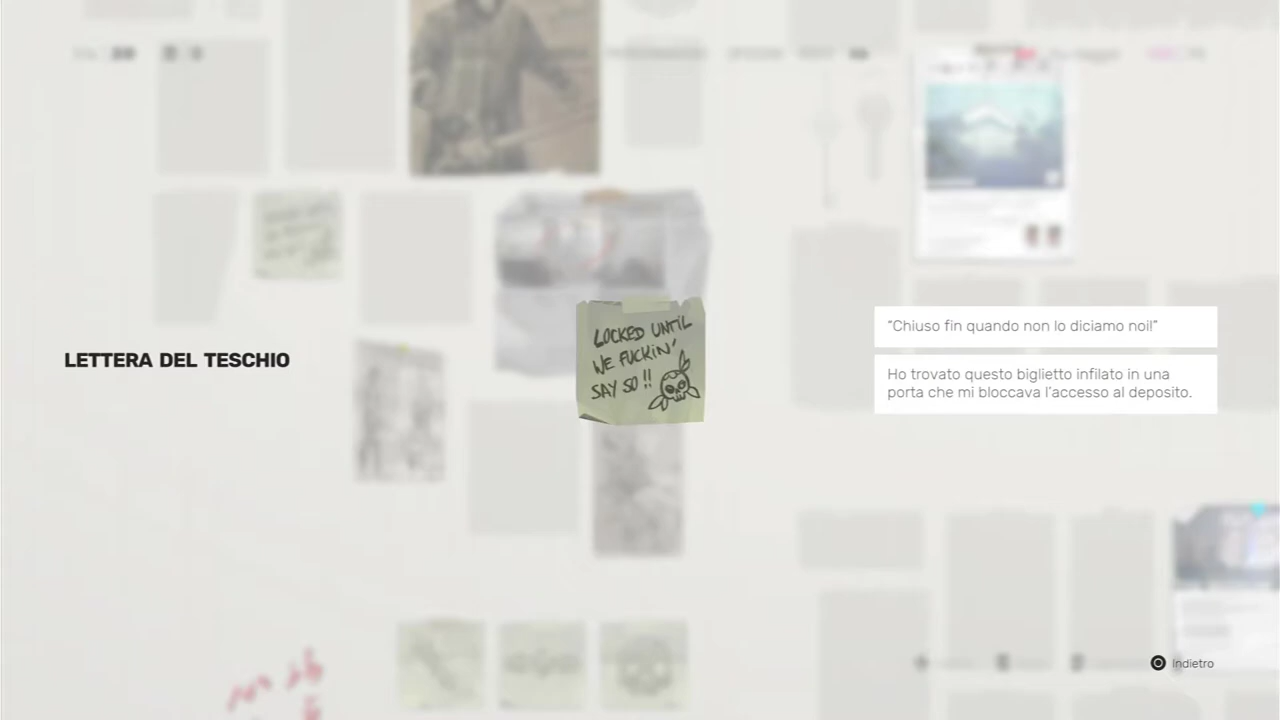 LETTERA DEL TESCHIO
LOCKED UNTIL
WE FUCKIN'
SAY SO!!
"Chiuso fin quando non lo diciamo noi!"
Ho trovato questo biglietto infilato in una
porta che mi bloccava l'accesso al deposito.
Indietro